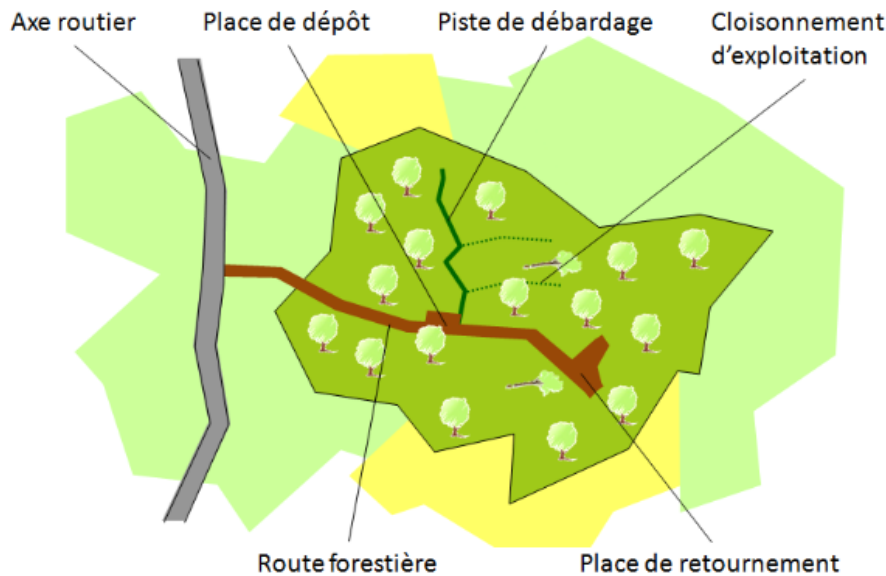 Axe routier
Place de dépôt
Piste de débardage
Cloisonnement
d'exploitation
Route forestière
Place de retournement